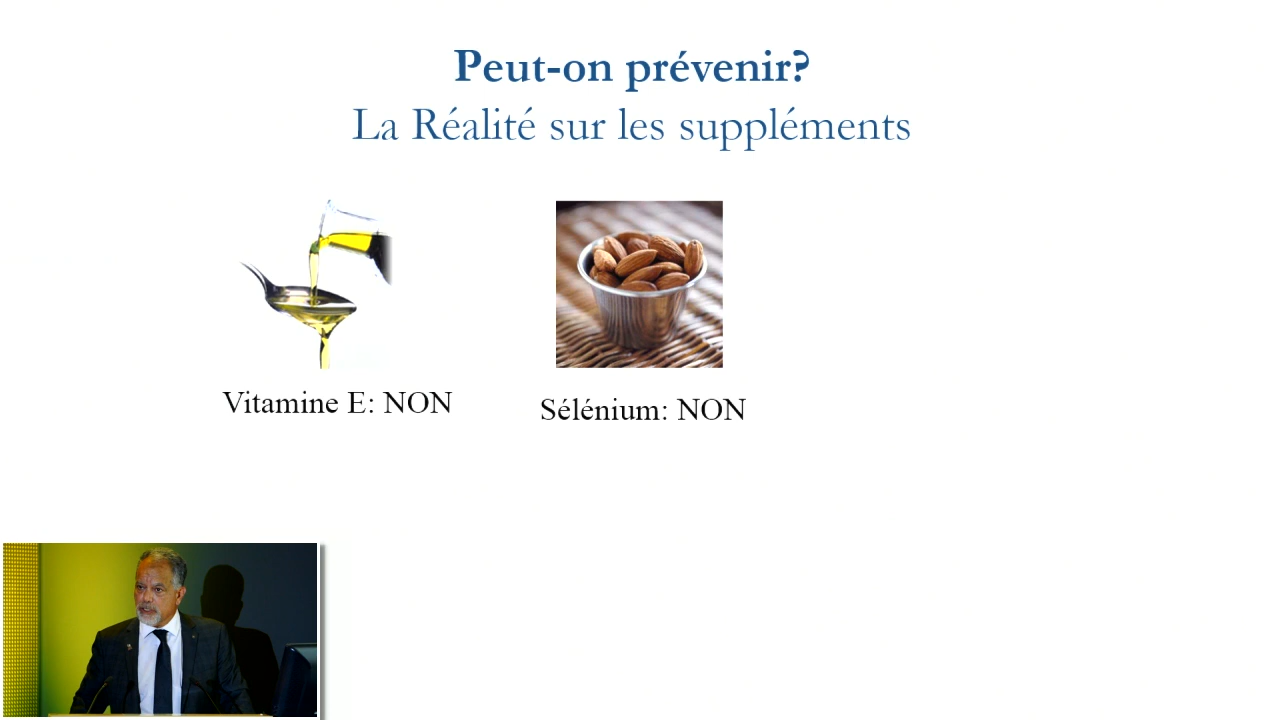 Peut-on prévenir?
La Réalité sur les suppléments
Vitamine E: NON
Sélénium: NON